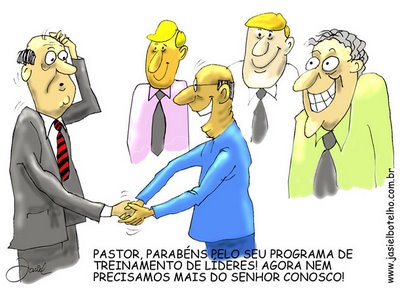 PASTOR, PARABÉNS PELO SEU PROGRAMA DE
TREINAMENTO DE LÍDERES! AGORA NEM
PRECISAMOS MAIS DO SENHOR CONOSCO!
Jasiel
www.jasielbotelho.com.br